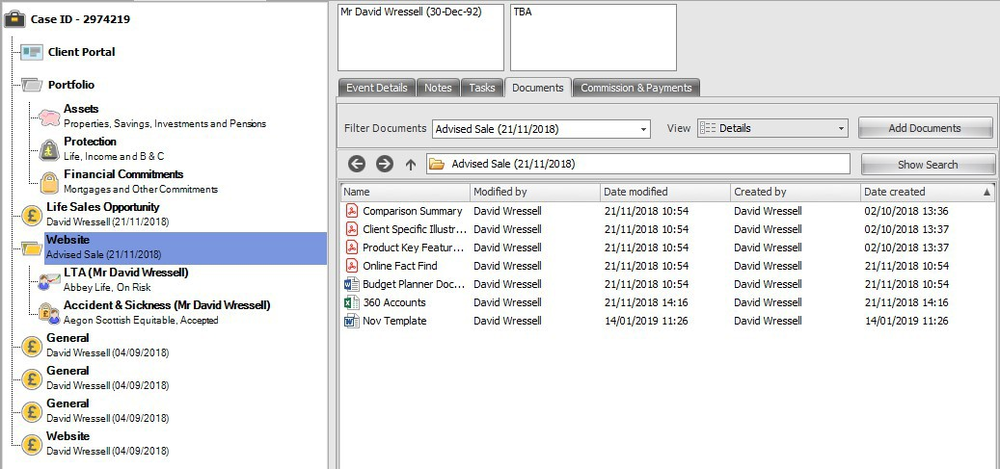 Case ID - 2974219
Client Portal
Portfolio
Assets
Properties, Savings, Investments and Pensions
Protection
Life, Income and B & C
Financial Commitments
Mortgages and Other Commitments
Life Sales Opportunity
David Wressell (21/11/2018)
Website
Advised Sale (21/11/2018)
LTA (Mr David Wressell)
Abbey Life, On Risk
Accident & Sickness (Mr David Wressell)
Aegon Scottish Equitable, Accepted
General
David Wressell (04/09/2018)
General
David Wressell (04/09/2018)
General
David Wressell (04/09/2018)
Website
David Wressell (04/09/2018)
Mr David Wressell (30-Dec-92) TBA
Event Details Notes Tasks Documents Commission & Payments
Filter Documents Advised Sale (21/11/2018) View Details Add Documents
Advised Sale (21/11/2018) Show Search
Name Modified by Date modified Created by Date created
Comparison Summary David Wressell 21/11/2018 10:54 David Wressell 02/10/2018 13:36
Client Specific Illustr... David Wressell 21/11/2018 10:54 David Wressell 02/10/2018 13:37
Product Key Featur... David Wressell 21/11/2018 10:54 David Wressell 02/10/2018 13:37
Online Fact Find David Wressell 21/11/2018 10:54 David Wressell 21/11/2018 10:54
Budget Planner Doc... David Wressell 21/11/2018 10:54 David Wressell 21/11/2018 10:54
360 Accounts David Wressell 21/11/2018 14:16 David Wressell 21/11/2018 14:16
Nov Template David Wressell 14/01/2019 11:26 David Wressell 14/01/2019 11:26